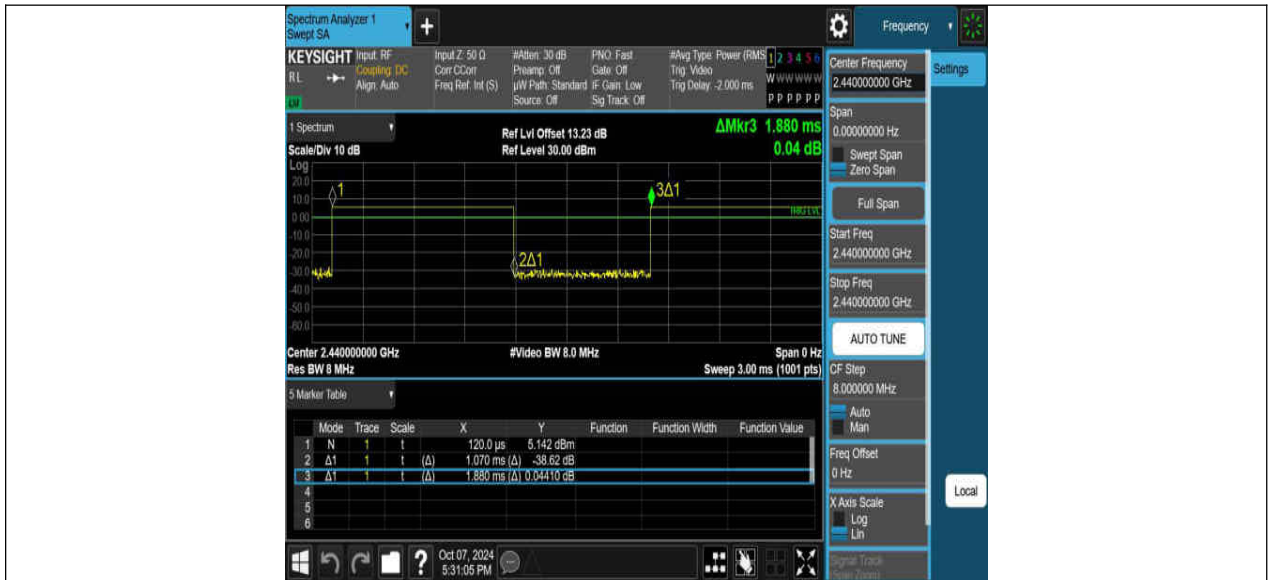 Spectrum Analyzer 1
Swept SA
+
Frequency
KEYSIGHT
RL
Input: RF
Coupling: DC
Align: Auto
Input Z: 50 Ω
Corr CCorr
Freq Ref: Int (S)
#Atten: 30 dB
Preamp: Off
µW Path: Standard
Source: Off
PNO: Fast
Gate: Off
IF Gain: Low
Sig Track: Off
#Avg Type: Power (RMS
Trig: Video
Trig Delay: -2.000 ms
1 2 3 4 5 6
W W W W W W
P P P P P P
Center Frequency
2.440000000 GHz
Settings
1 Spectrum
Scale/Div 10 dB
Ref Lvl Offset 13.23 dB
Ref Level 30.00 dBm
ΔMkr3 1.880 ms
0.04 dB
Log
20.0
10.0
0.00
-10.0
-20.0
-30.0
-40.0
-50.0
-60.0
1
2Δ1
3Δ1
TRIG LVL
Center 2.440000000 GHz
Res BW 8 MHz
#Video BW 8.0 MHz
Span 0 Hz
Sweep 3.00 ms (1001 pts)
Span
0.00000000 Hz
Swept Span
Zero Span
Full Span
Start Freq
2.440000000 GHz
Stop Freq
2.440000000 GHz
AUTO TUNE
CF Step
8.000000 MHz
Auto
Man
Freq Offset
0 Hz
X Axis Scale
Log
Lin
Signal Track
(Span Zoom)
Local
5 Marker Table
Mode Trace Scale X Y Function Function Width Function Value
1 N 1 t 120.0 µs 5.142 dBm
2 Δ1 1 t (Δ) 1.070 ms (Δ) -38.62 dB
3 Δ1 1 t (Δ) 1.880 ms (Δ) 0.04410 dB
4
5
6
?
Oct 07, 2024
5:31:05 PM